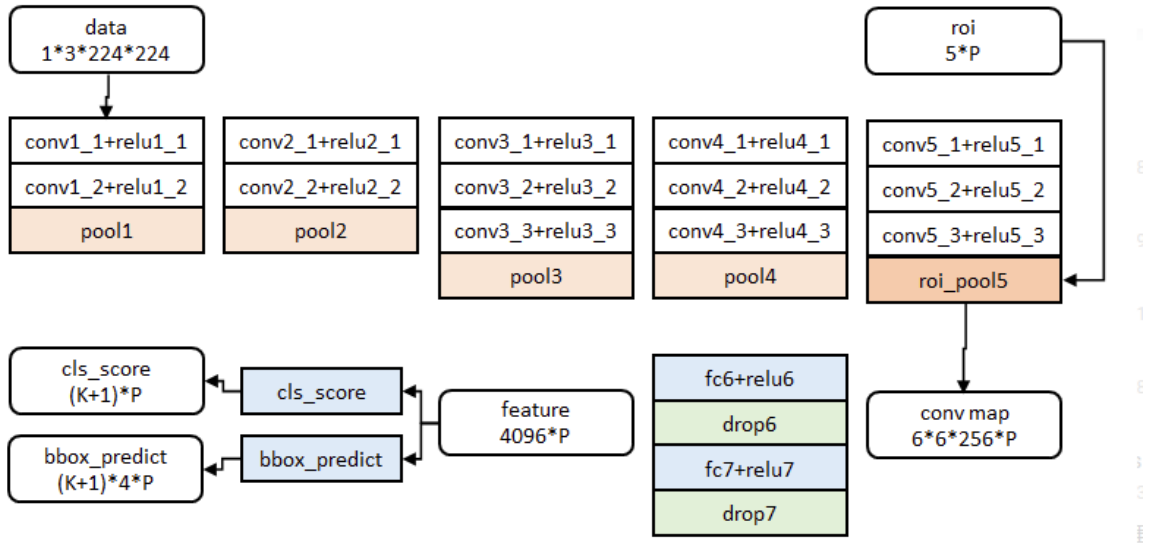 data
1*3*224*224
roi
5*P
conv1_1+relu1_1
conv1_2+relu1_2
pool1
conv2_1+relu2_1
conv2_2+relu2_2
pool2
conv3_1+relu3_1
conv3_2+relu3_2
conv3_3+relu3_3
pool3
conv4_1+relu4_1
conv4_2+relu4_2
conv4_3+relu4_3
pool4
conv5_1+relu5_1
conv5_2+relu5_2
conv5_3+relu5_3
roi_pool5
cls_score
(K+1)*P
bbox_predict
(K+1)*4*P
cls_score
bbox_predict
feature
4096*P
fc6+relu6
drop6
fc7+relu7
drop7
conv map
6*6*256*P